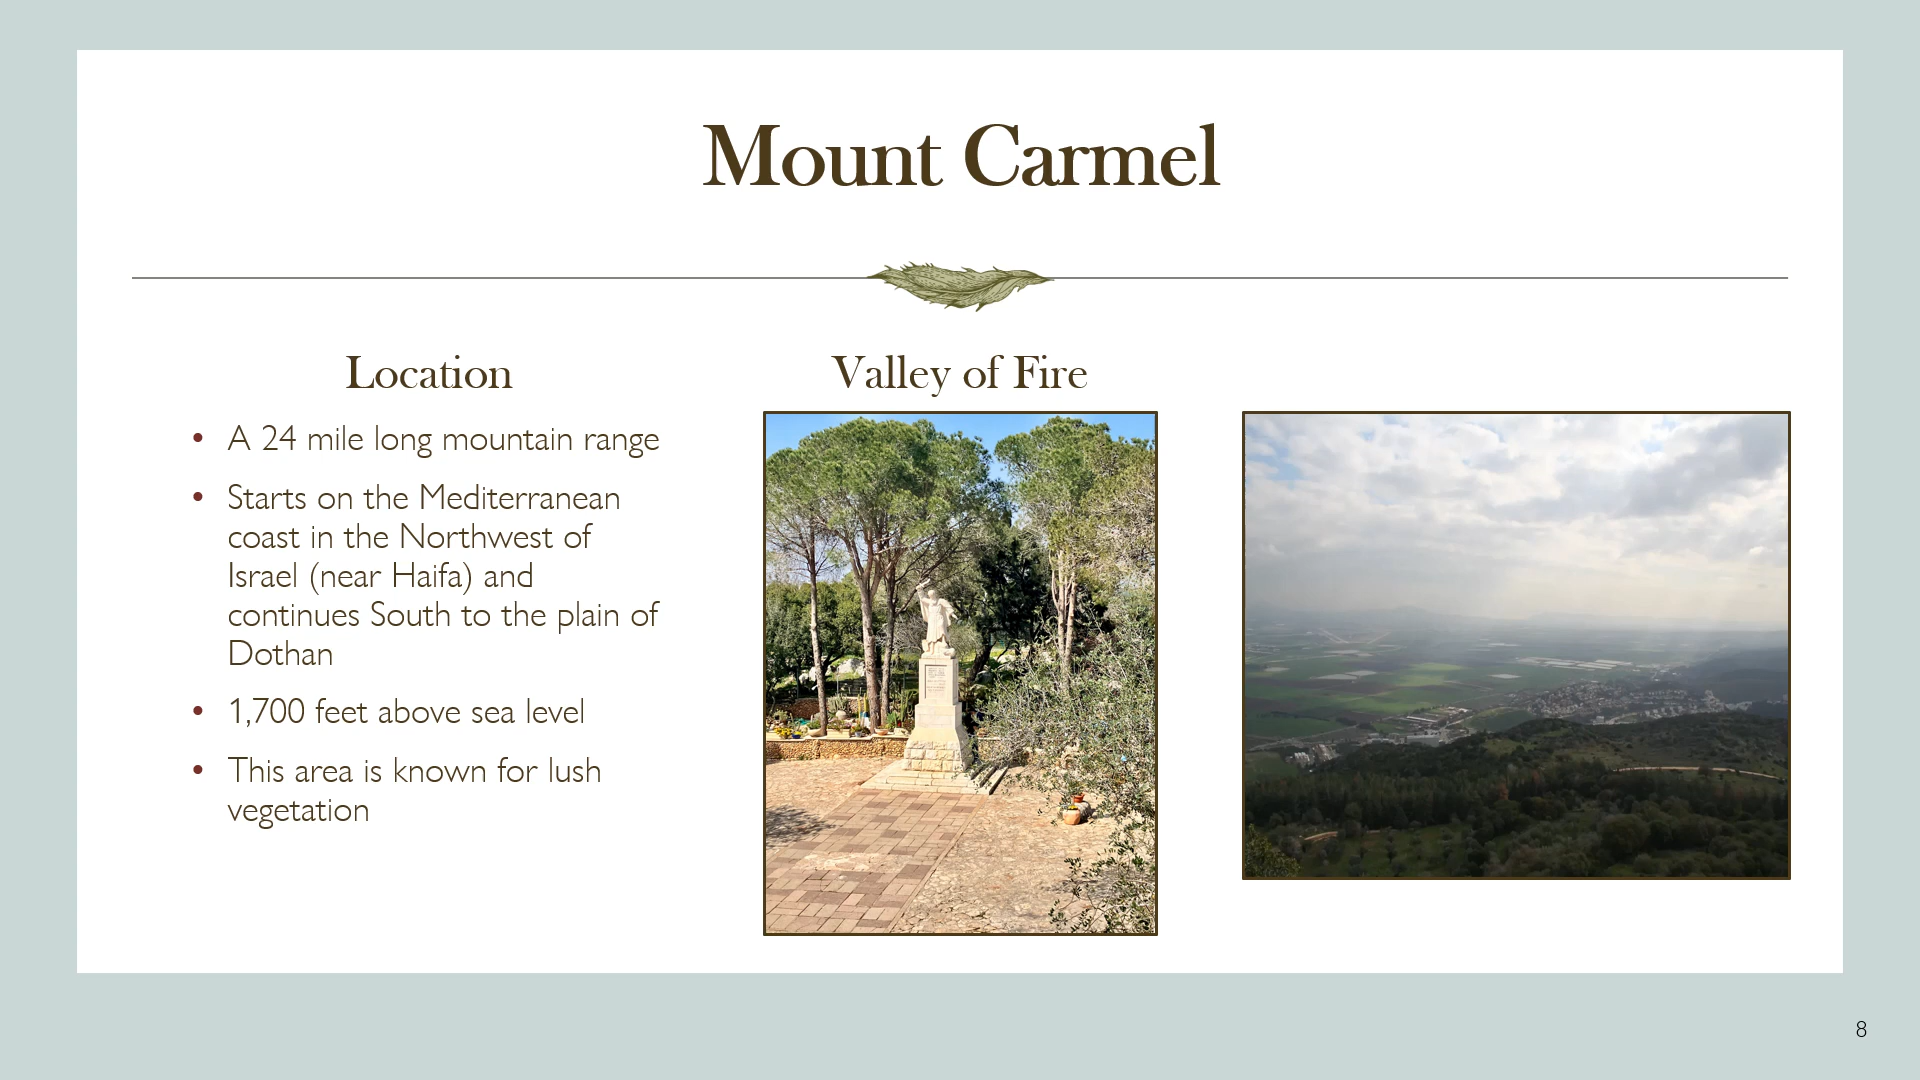 Mount Carmel
Location
• A 24 mile long mountain range
• Starts on the Mediterranean
coast in the Northwest of
Israel (near Haifa) and
continues South to the plain of
Dothan
• 1,700 feet above sea level
• This area is known for lush
vegetation
Valley of Fire
8